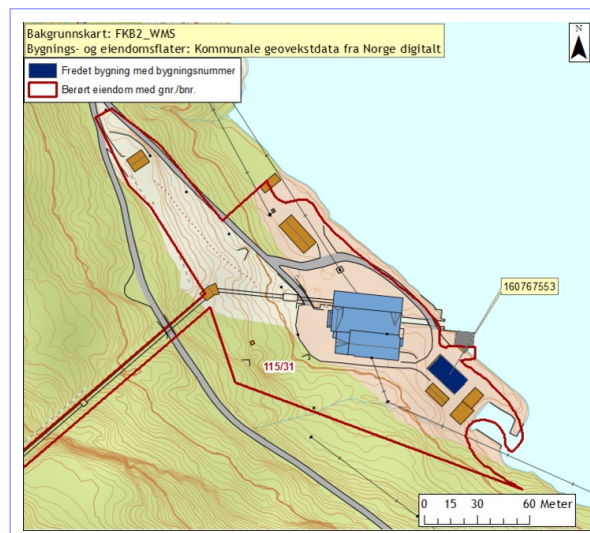 Bakgrunnskart: FKB2_WMS
Bygnings- og eiendomsflater: Kommunale geovekstdata fra Norge digitalt
N
Fredet bygning med bygningsnummer
Berørt eiendom med gnr./bnr.
160767553
115/31
0 15 30 60 Meter